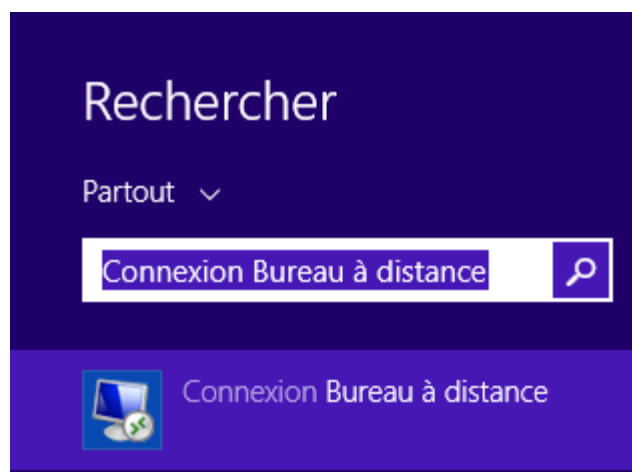 Rechercher
Partout
Connexion Bureau à distance
Connexion Bureau à distance